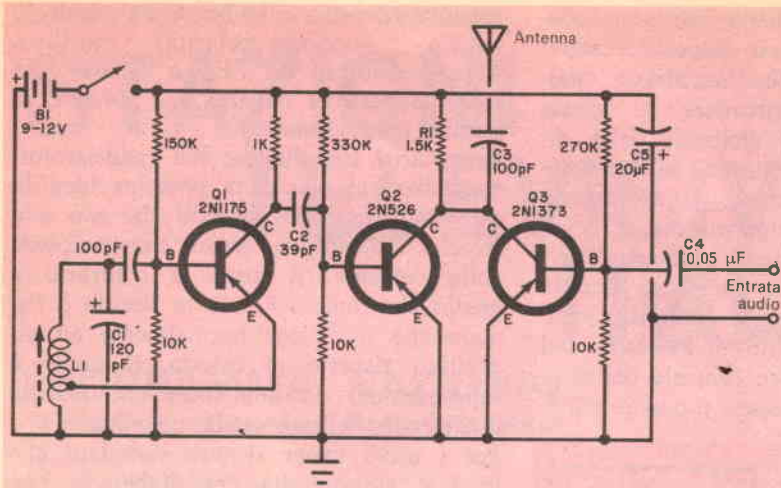 Antenna
+
B1
9-12V
150K
1K
330K
R1
1.5K
C3
100pF
270K
C5
20µF
+
Q1
2N1175
C2
39pF
Q2
2N526
Q3
2N1373
C
C
C
100pF
B
B
B
C4
0,05 µF
Entrata
audio
E
E
E
+
C1
120
pF
L1
10K
10K
10K